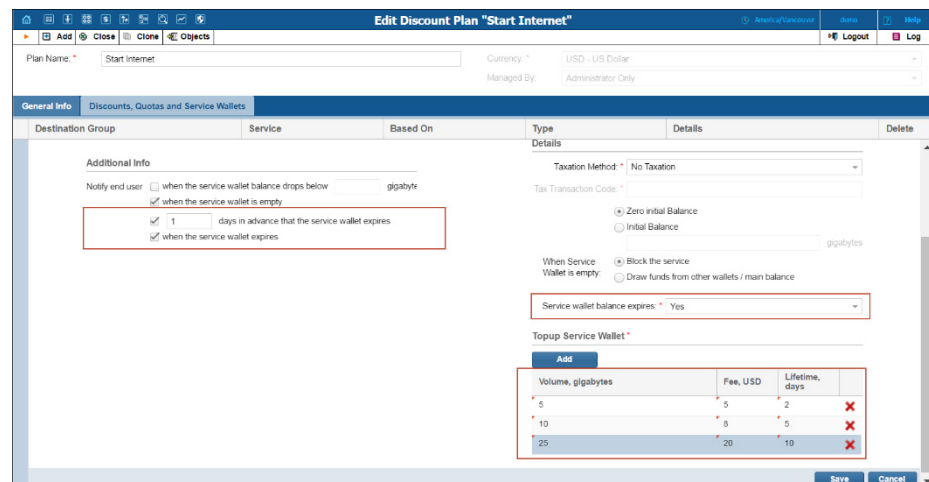 Edit Discount Plan "Start Internet"
America/Vancouver
demo
Help
Add
Close
Clone
Objects
Logout
Log
Plan Name: *
Start Internet
Currency: *
USD - US Dollar
Managed By:
Administrator Only
General Info
Discounts, Quotas and Service Wallets
Destination Group
Service
Based On
Type
Details
Delete
Additional Info
Notify end user
when the service wallet balance drops below
gigabyte
when the service wallet is empty
1
days in advance that the service wallet expires
when the service wallet expires
Details
Taxation Method: *
No Taxation
Tax Transaction Code: *
Zero initial Balance
Initial Balance
gigabytes
When Service
Wallet is empty:
Block the service
Draw funds from other wallets / main balance
Service wallet balance expires: *
Yes
Topup Service Wallet *
Add
Volume, gigabytes
Fee, USD
Lifetime,
days
5
5
2
10
8
5
25
20
10
Save
Cancel